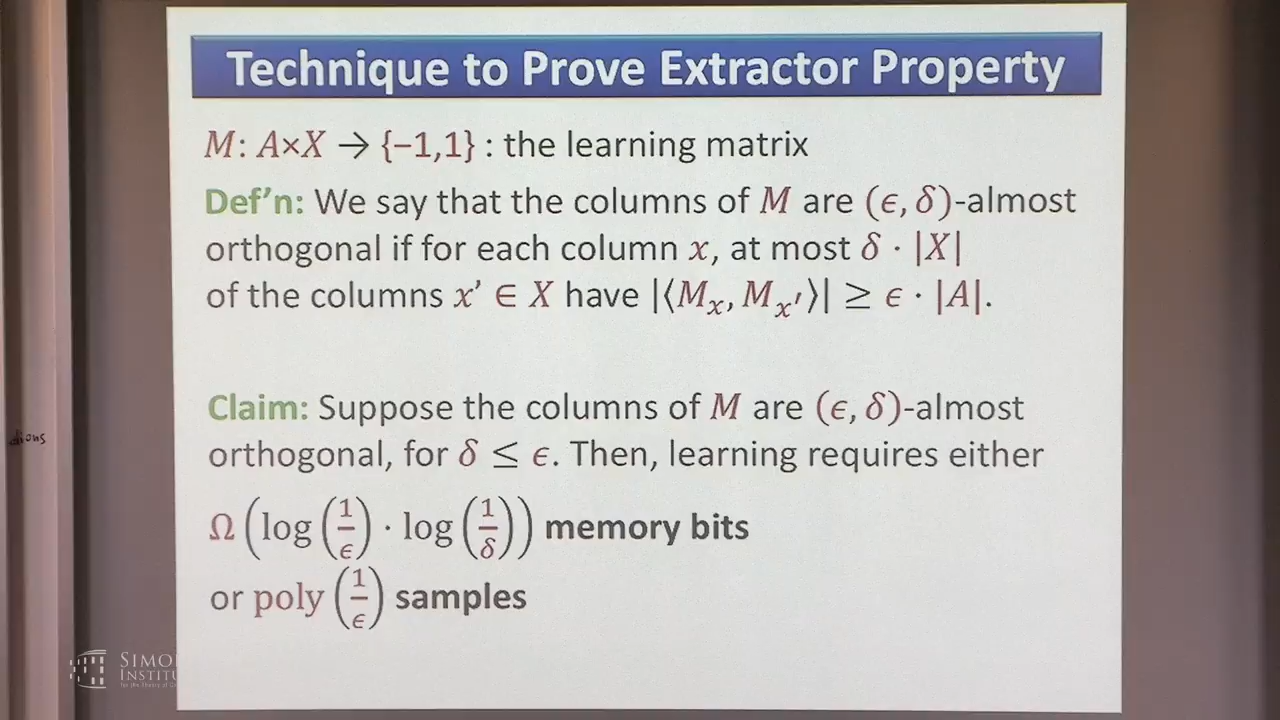 Technique to Prove Extractor Property
M: A×X → {−1,1} : the learning matrix
Def'n: We say that the columns of M are (ϵ, δ)-almost
orthogonal if for each column x, at most δ · |X|
of the columns x' ∈ X have |⟨Mₓ, Mₓ′⟩| ≥ ϵ · |A|.
Claim: Suppose the columns of M are (ϵ, δ)-almost
orthogonal, for δ ≤ ϵ. Then, learning requires either
Ω(log(1/ϵ) · log(1/δ)) memory bits
or poly(1/ϵ) samples